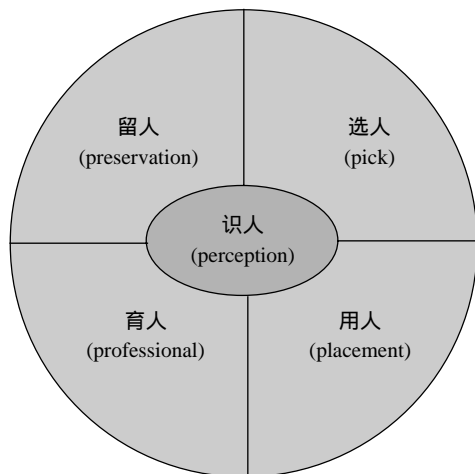 留人
(preservation)
选人
(pick)
识人
(perception)
育人
(professional)
用人
(placement)